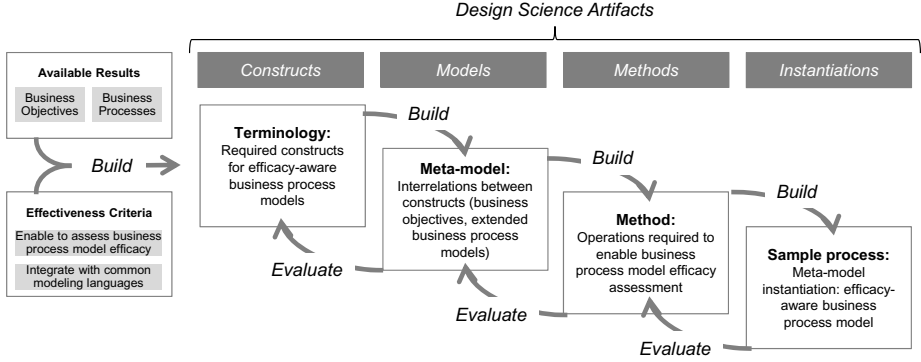 Design Science Artifacts
Constructs
Models
Methods
Instantiations
Available Results
Business
Objectives
Business
Processes
Build
Effectiveness Criteria
Enable to assess business
process model efficacy
Integrate with common
modeling languages
Terminology:
Required constructs
for efficacy-aware
business process
models
Build
Evaluate
Meta-model:
Interrelations between
constructs (business
objectives, extended
business process
models)
Build
Evaluate
Method:
Operations required to
enable business
process model efficacy
assessment
Build
Evaluate
Sample process:
Meta-model
instantiation: efficacy-
aware business
process model